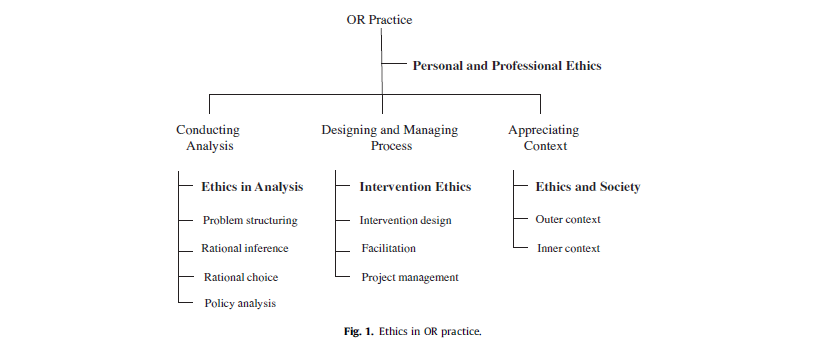 OR Practice
Personal and Professional Ethics
Conducting
Analysis
Designing and Managing
Process
Appreciating
Context
Ethics in Analysis
Problem structuring
Rational inference
Rational choice
Policy analysis
Intervention Ethics
Intervention design
Facilitation
Project management
Ethics and Society
Outer context
Inner context
Fig. 1. Ethics in OR practice.